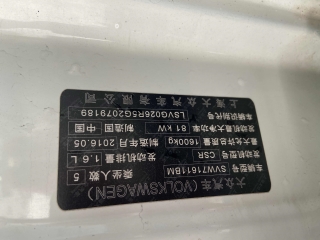 大众汽车(VOLKSWAGEN)
车辆型号 SVW71611BM 乘坐人数 5
发动机型号 CSR 发动机排量 1.6 L
最大允许总质量 1600kg 制造年月 2016.05
发动机最大净功率 81 kW 制造国 中国
车辆识别代号 LSVG026R5G2079189
上海大众汽车有限公司